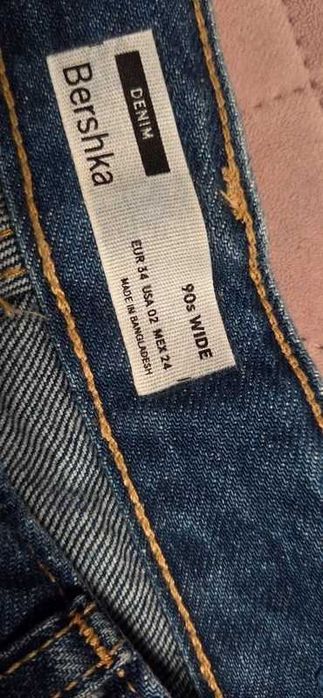 DENIM
Bershka
90s WIDE
EUR 34 USA 02 MEX 24
MADE IN BANGLADESH